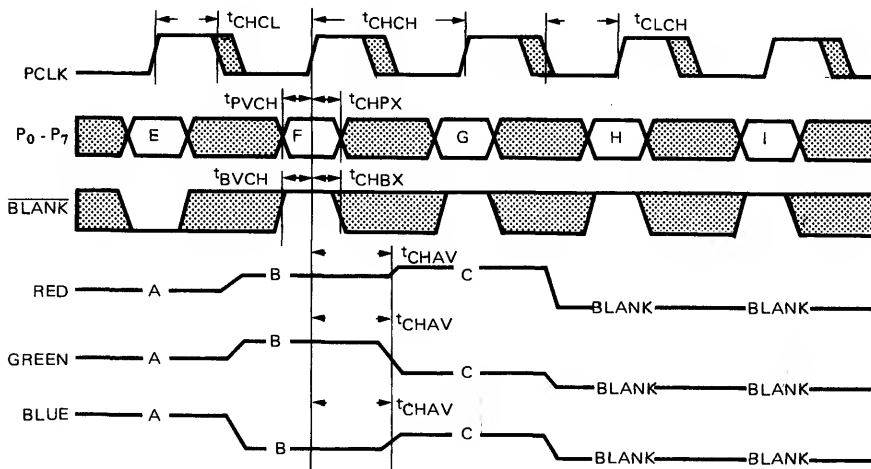 tCHCL tCHCH tCLCH
PCLK
tPVCH tCHPX
P0 - P7 E F G H I
tBVCH tCHBX
BLANK
tCHAV
RED A B C BLANK BLANK
tCHAV
GREEN A B C BLANK BLANK
tCHAV
BLUE A B C BLANK BLANK